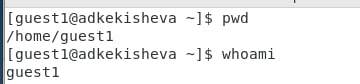 [guest1@adkekisheva ~]$ pwd
/home/guest1
[guest1@adkekisheva ~]$ whoami
guest1